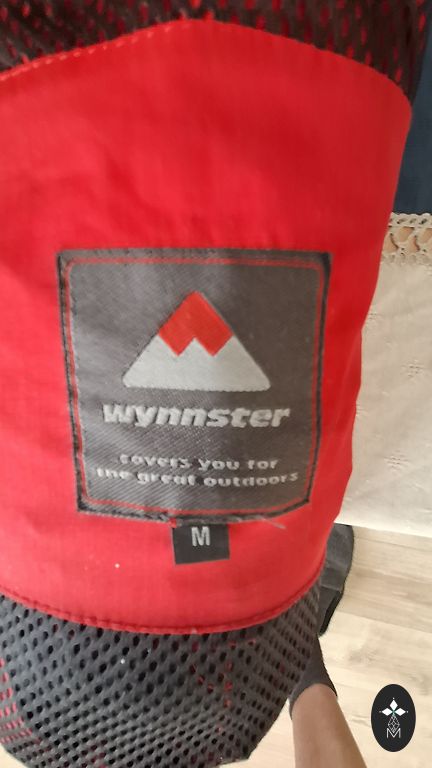 wynnster
covers you for
the great outdoors
M
M